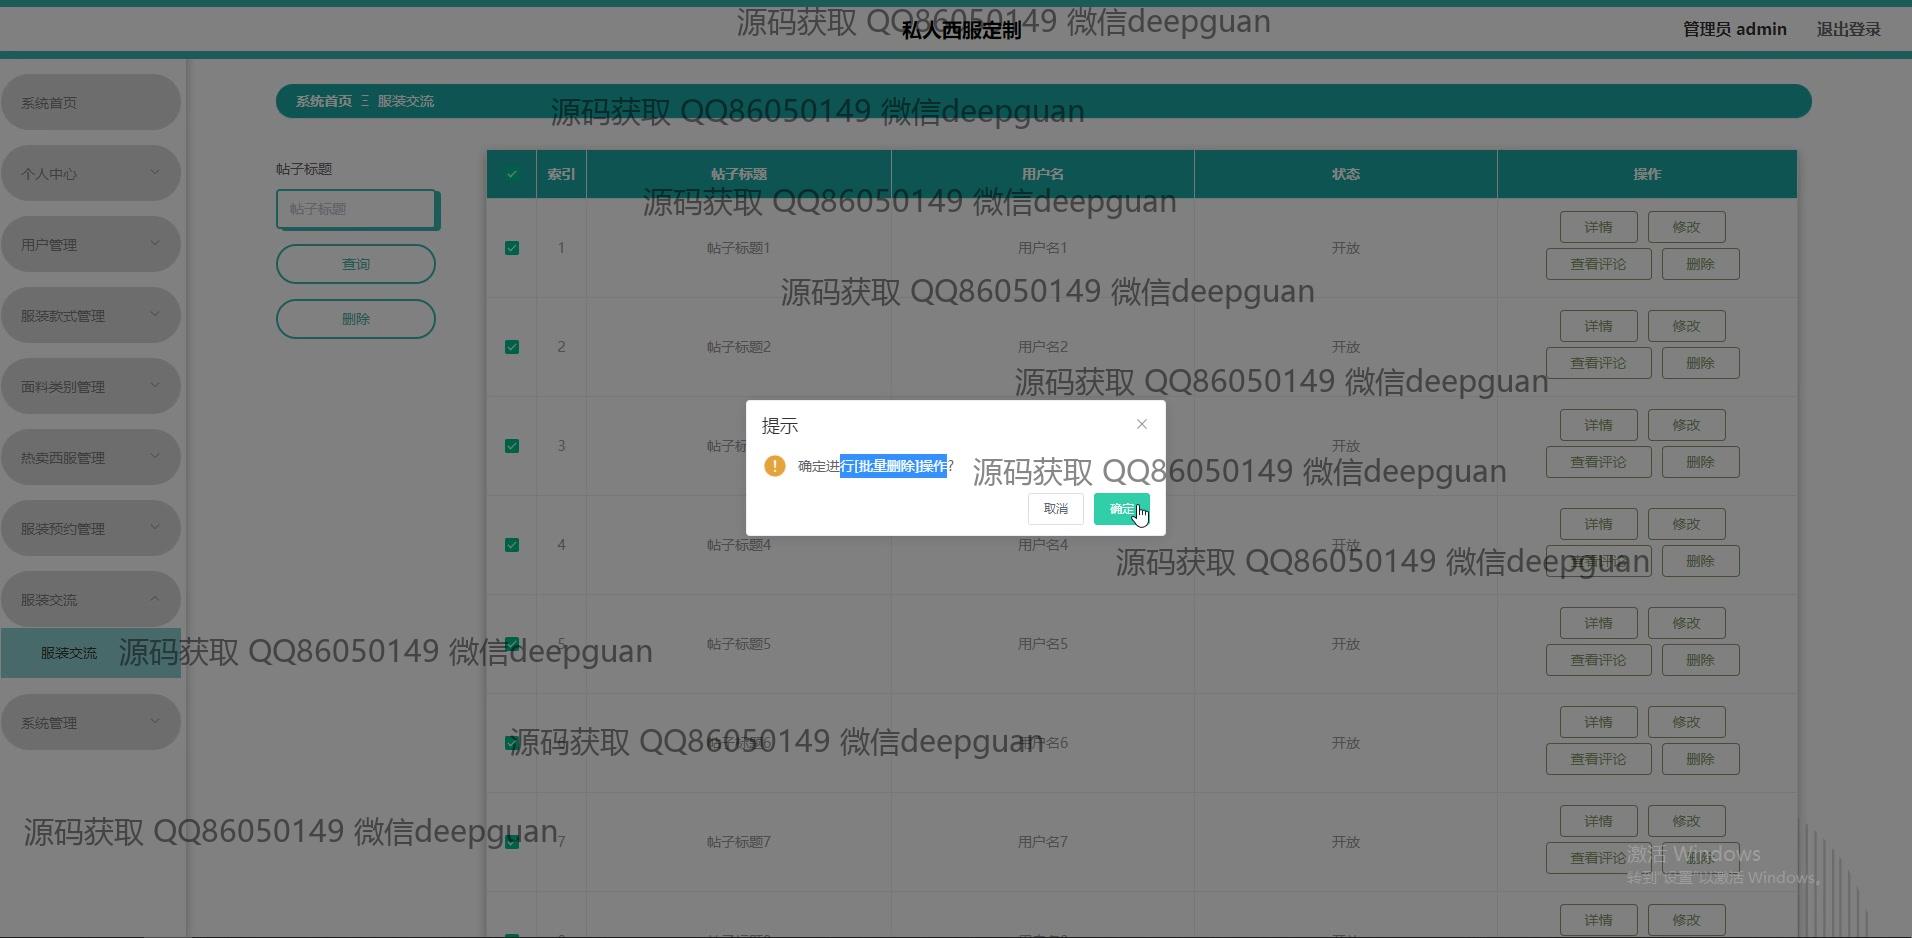 源码获取 QQ86050149 微信deepguan
私人西服定制
管理员 admin
退出登录
系统首页
个人中心
用户管理
服装款式管理
面料类别管理
热卖西服管理
服装预约管理
服装交流
服装交流
系统管理
系统首页 Ξ 服装交流
源码获取 QQ86050149 微信deepguan
帖子标题
帖子标题
查询
删除
索引 帖子标题 用户名 状态 操作
源码获取 QQ86050149 微信deepguan
1 帖子标题1 用户名1 开放 详情 修改
查看评论 删除
源码获取 QQ86050149 微信deepguan
2 帖子标题2 用户名2 开放 详情 修改
查看评论 删除
源码获取 QQ86050149 微信deepguan
3 帖子标 开放 详情 修改
查看评论 删除
提示
确定进行[批量删除]操作?
取消 确定
源码获取 QQ86050149 微信deepguan
4 帖子标题4 用户名4 开放 详情 修改
查看评论 删除
源码获取 QQ86050149 微信deepguan
5 帖子标题5 用户名5 开放 详情 修改
查看评论 删除
源码获取 QQ86050149 微信deepguan
帖子标题6 用户名6 开放 详情 修改
查看评论 删除
源码获取 QQ86050149 微信deepguan
7 帖子标题7 用户名7 开放 详情 修改
查看评论 删除
源码获取 QQ86050149 微信deepguan
激活 Windows
转到"设置"以激活 Windows。
详情 修改